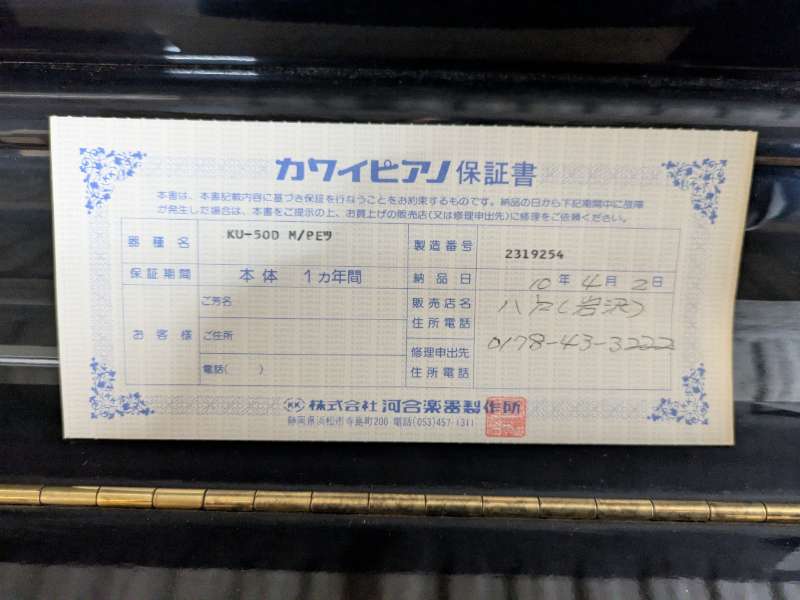 カワイピアノ 保証書
本書は、本書記載内容に基づき保証を行なうことをお約束するものです。納品の日から下記期間中に故障
が発生した場合は、本書をご提示の上、お買上げの販売店(又は修理申出先)に修理をご依頼ください。
器種名 KU-50D M/PEツ 製造番号 2319254
保証期間 本体 1カ年間 納品日 10年4月2日
お客様 ご芳名
ご住所
電話( )
販売店名 (岩沢)
住所電話 0178-43-3222
修理申出先
住所電話
KK 株式会社 河合楽器製作所
静岡県浜松市寺島町200 電話(053)457-1311